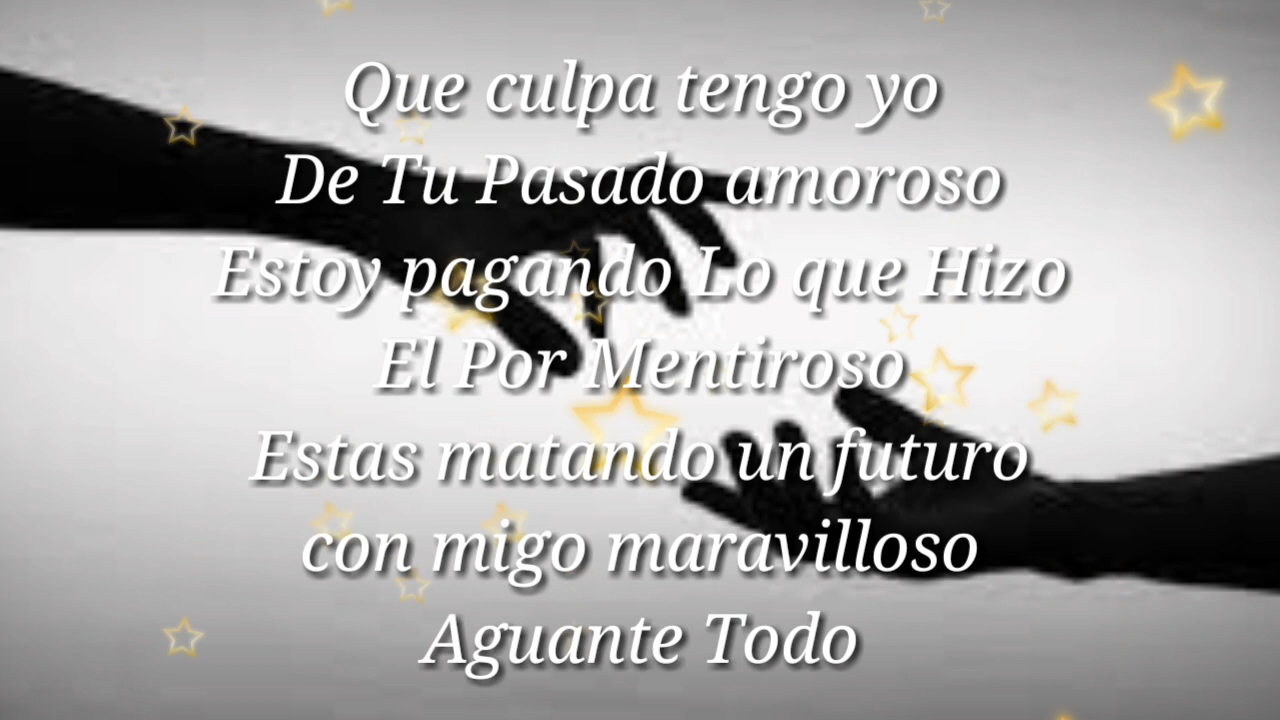 Que culpa tengo yo
De Tu Pasado amoroso
Estoy pagando Lo que Hizo
El Por Mentiroso
Estas matando un futuro
con migo maravilloso
Aguante Todo